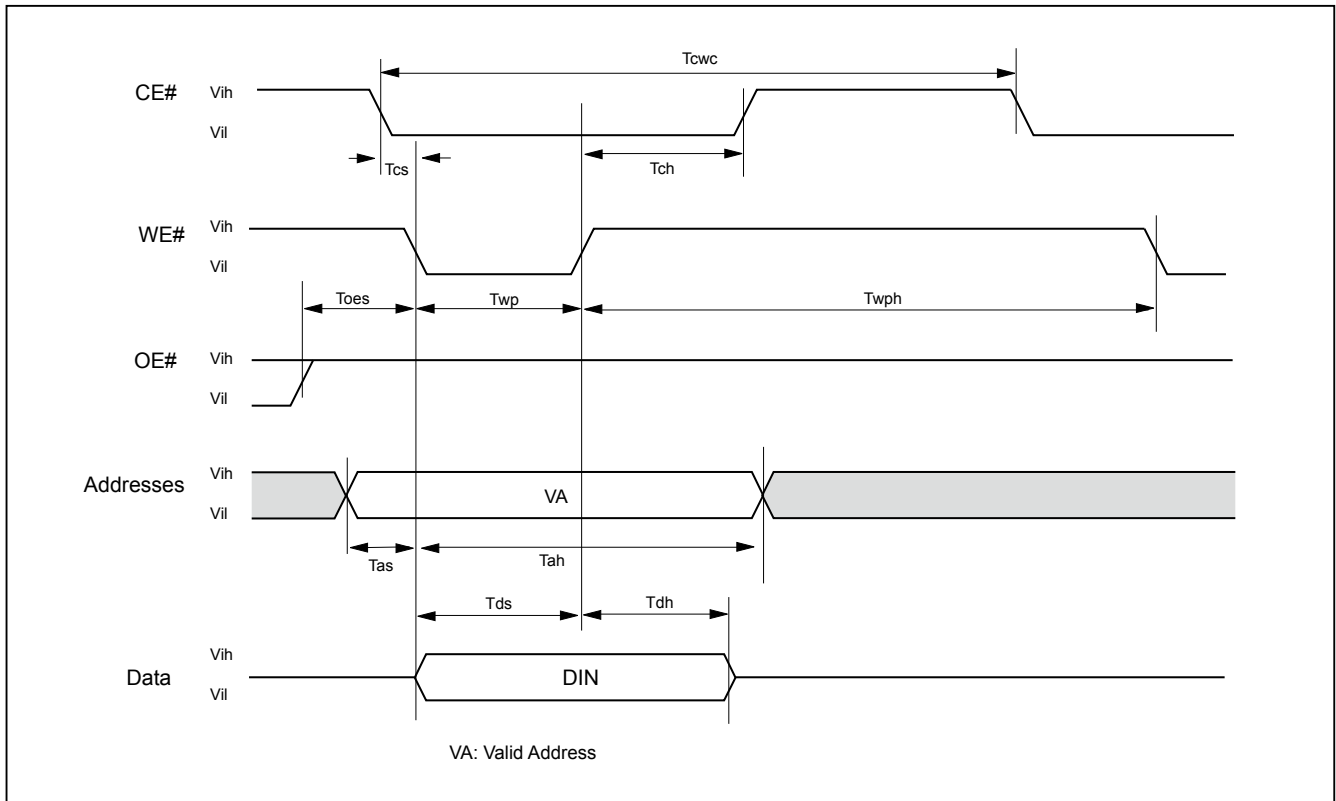 Tcwc
CE# Vih
Vil
Tcs Tch
WE# Vih
Vil
Toes Twp Twph
OE# Vih
Vil
Addresses Vih
VA
Vil
Tas Tah
Tds Tdh
Data Vih
DIN
Vil
VA: Valid Address